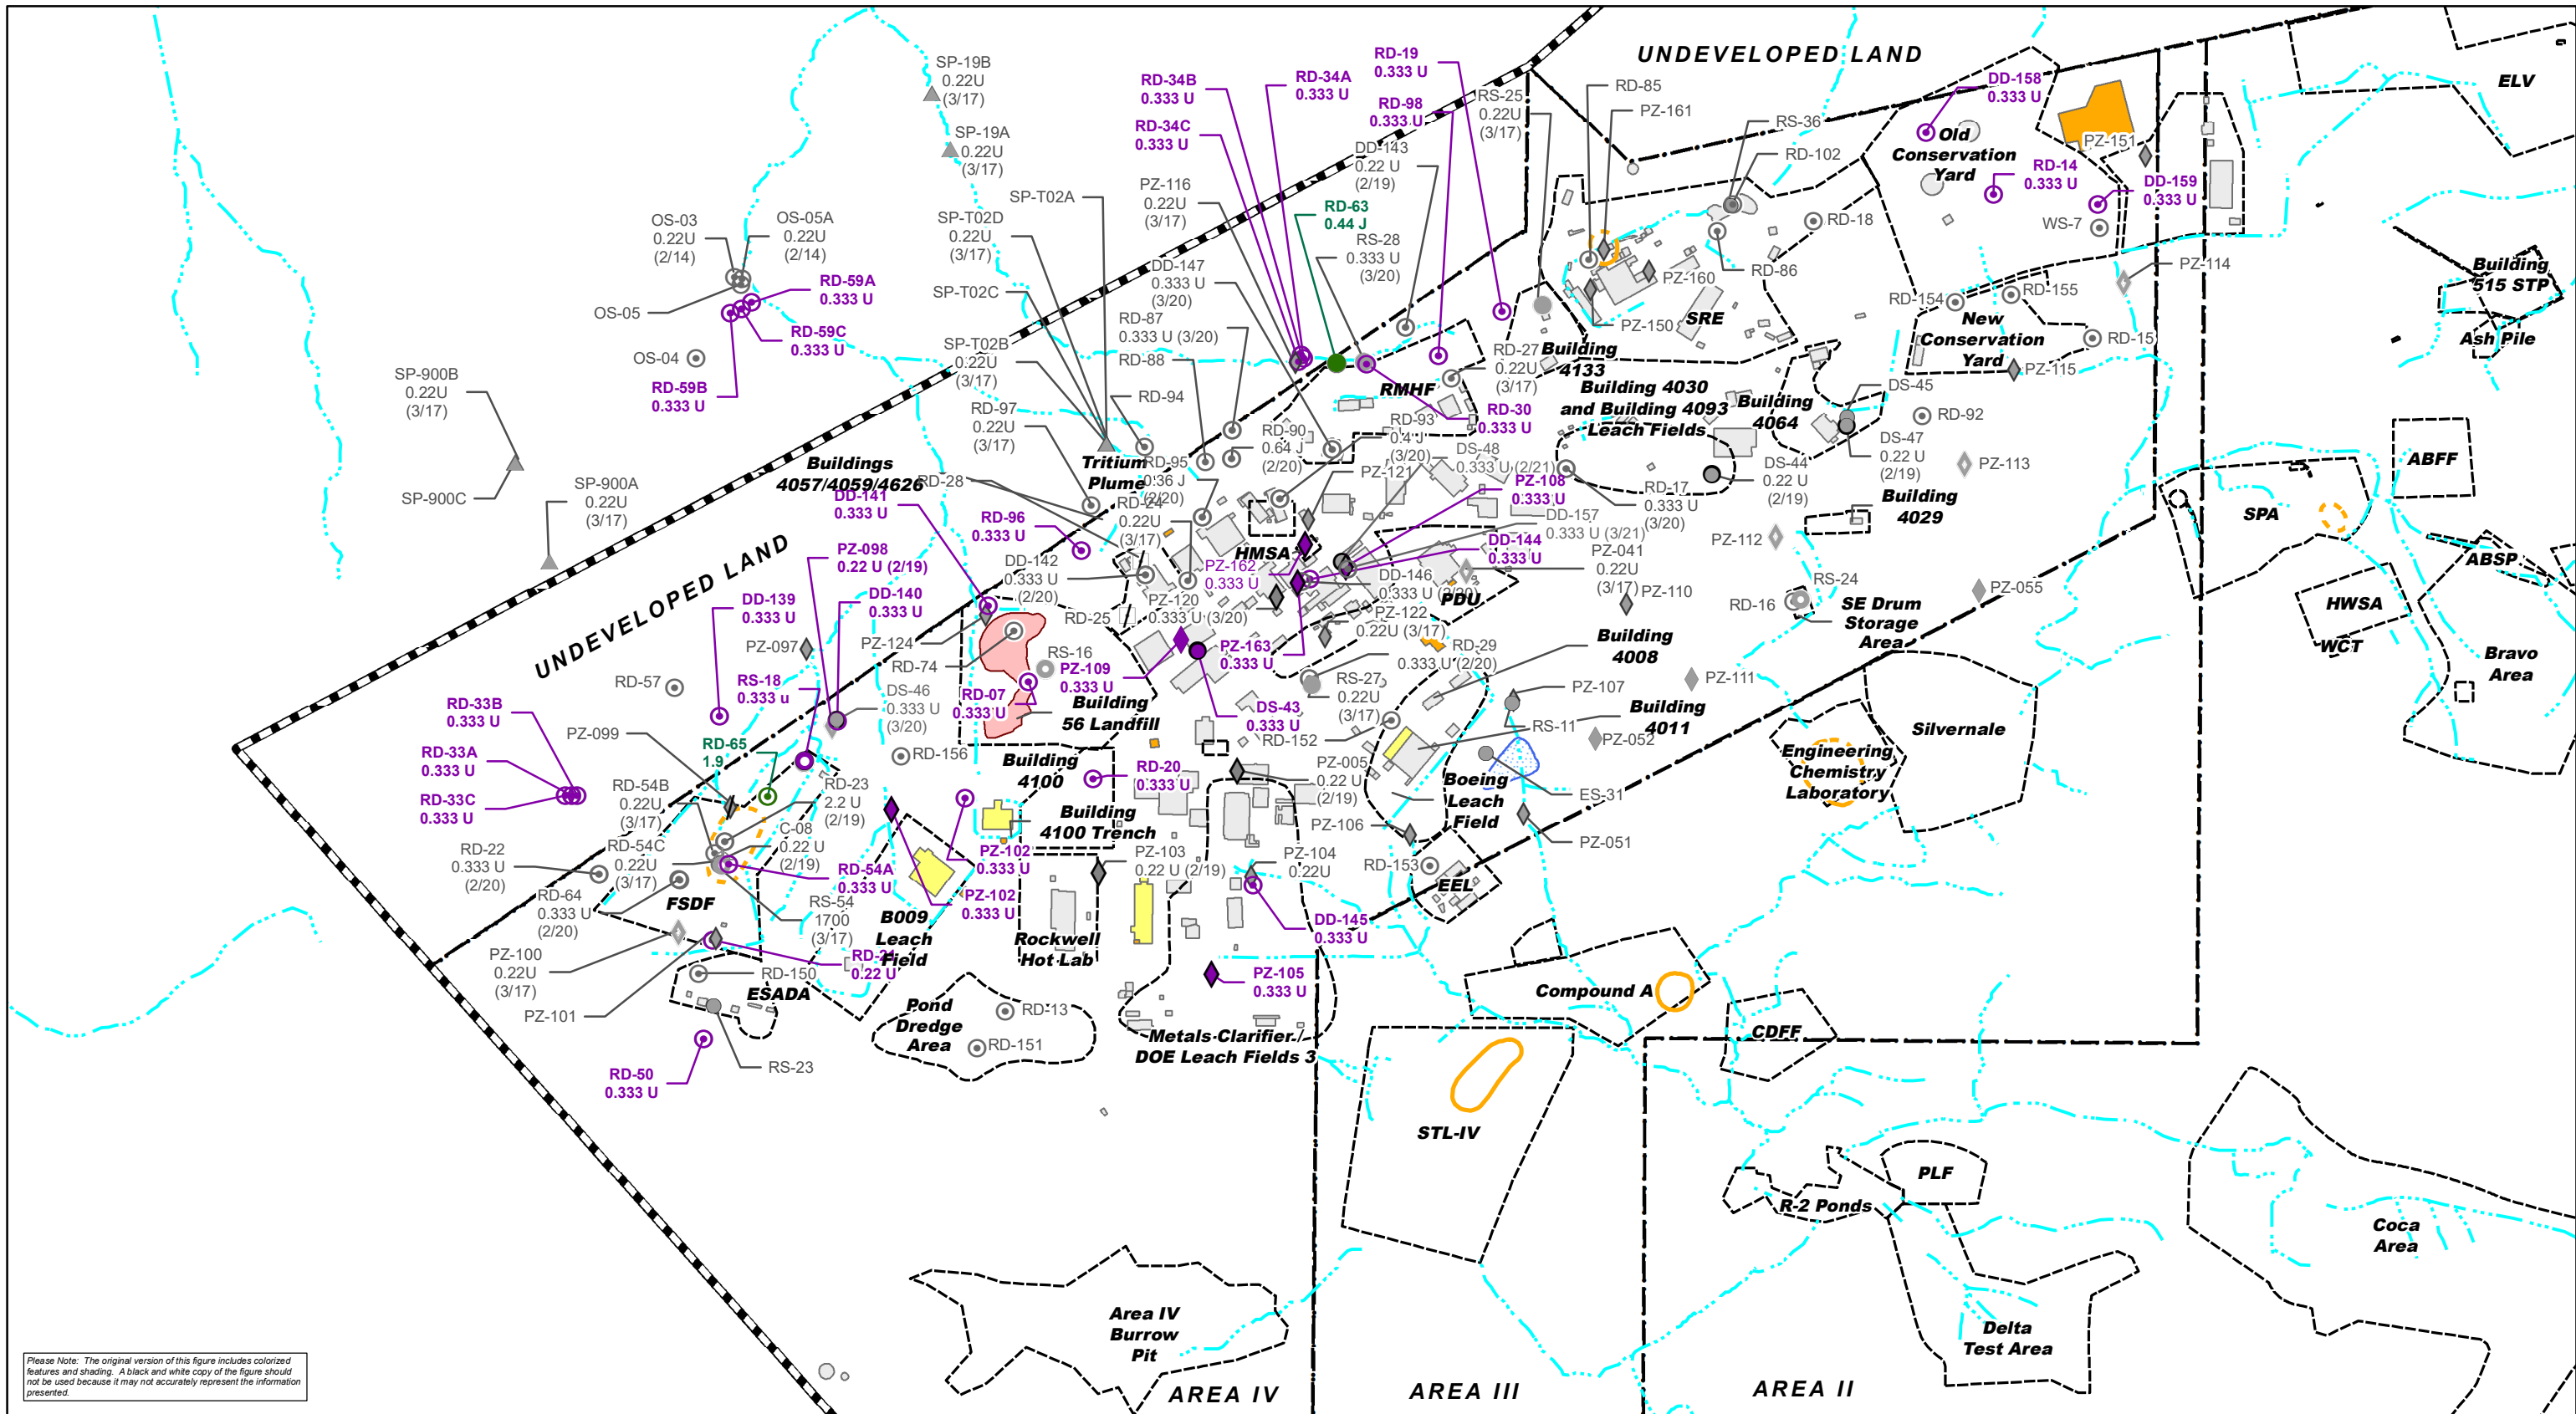 UNDEVELOPED LAND
ELV
RD-19
0.333 U
RD-34B
0.333 U
RD-34A
0.333 U
RD-98
0.333 U
RD-34C
0.333 U
RS-25
0.22U
(3/17)
RD-85
PZ-161
RS-36
RD-102
DD-158
0.333 U
Old
Conservation
Yard
PZ-151
RD-14
0.333 U
DD-159
0.333 U
WS-7
SP-19B
0.22U
(3/17)
SP-19A
0.22U
(3/17)
DD-143
0.22 U
(2/19)
PZ-116
0.22U
(3/17)
SP-T02A
SP-T02D
0.22U
(3/17)
RD-63
0.44 J
RS-28
0.333 U
(3/20)
RD-18
RD-86
PZ-160
PZ-114
OS-03
0.22U
(2/14)
OS-05A
0.22U
(2/14)
DD-147
0.333 U
(3/20)
SP-T02C
RD-59A
0.333 U
OS-05
RD-59C
0.333 U
OS-04
RD-59B
0.333 U
RD-87
0.333 U (3/20)
SP-T02B
0.22U
(3/17)
RD-88
PZ-150
SRE
RD-154
RD-155
New
Conservation
Yard
RD-15
PZ-115
Building
515 STP
Ash Pile
RD-27
0.22U
(3/17)
Building
4133
RMHF
Building 4030
and Building 4093
Leach Fields
Building
4064
DS-45
RD-92
DS-47
0.22 U
(2/19)
PZ-113
ABFF
SP-900B
0.22U
(3/17)
SP-900C
SP-900A
0.22U
(3/17)
RD-94
RD-97
0.22U
(3/17)
RD-30
0.333 U
RD-90
0.64 J
(2/20)
RD-93
0.4 J
(3/20)
DS-48
0.333 U (2/21)
Buildings
4057/4059/4626
Tritium
Plume
RD-95
0.36 J
(2/20)
RD-28
PZ-121
PZ-108
0.333 U
RD-17
0.333 U
(3/20)
DS-44
0.22 U
(2/19)
Building
4029
SPA
DD-141
0.333 U
RD-24
0.22U
(3/17)
RD-96
0.333 U
DD-157
0.333 U (3/21)
HMSA
DD-144
0.333 U
PZ-112
ABSP
UNDEVELOPED LAND
PZ-098
0.22 U (2/19)
DD-142
0.333 U
(2/20)
PZ-162
0.333 U
PZ-041
0.22U
(3/17)
DD-146
0.333 U
PDU
PZ-110
RS-24
RD-16
PZ-055
SE Drum
Storage
Area
HWSA
WCT
Bravo
Area
DD-139
0.333 U
DD-140
0.333 U
PZ-120
0.333 U (3/20)
RD-25
PZ-122
0.22U (3/17)
PZ-097
PZ-124
RD-74
RS-16
PZ-109
0.333 U
PZ-163
0.333 U
RD-29
0.333 U (2/20)
Building
4008
RD-57
RS-18
0.333 u
DS-46
0.333 U
(3/20)
RD-07
0.333 U
RS-27
0.22U
(3/17)
PZ-107
PZ-111
RD-33B
0.333 U
Building
56 Landfill
DS-43
0.333 U
Building
4011
RS-11
PZ-052
Silvernale
PZ-099
RD-65
1.9
RD-156
RD-152
Engineering
Chemistry
Laboratory
RD-33A
0.333 U
RD-33C
0.333 U
Building
4100
RD-20
0.333 U
PZ-005
0.22 U
(2/19)
Boeing
Leach
Field
ES-31
RD-54B
0.22U
(3/17)
RD-23
2.2 U
(2/19)
Building
4100 Trench
PZ-106
PZ-051
C-08
0.22 U
(2/19)
RD-54C
0.22U
(3/17)
RD-22
0.333 U
(2/20)
RD-54A
0.333 U
PZ-102
0.333 U
PZ-103
0.22 U (2/19)
PZ-104
0.22U
RD-153
EEL
RD-64
0.333 U
(2/20)
FSDF
RS-54
1700
(3/17)
PZ-102
0.333 U
B009
Leach
Field
Rockwell
Hot Lab
DD-145
0.333 U
PZ-100
0.22U
(3/17)
RD-21
0.22 U
RD-150
ESADA
PZ-105
0.333 U
Compound A
PZ-101
Pond
Dredge
Area
RD-13
RD-151
Metals Clarifier/
DOE Leach Fields 3
CDFF
RS-23
RD-50
0.333 U
STL-IV
PLF
R-2 Ponds
Coca
Area
Area IV
Burrow
Pit
Delta
Test Area
AREA IV
AREA III
AREA II
Please Note: The original version of this figure includes colorized
features and shading. A black and white copy of the figure should
not be used because it may not accurately represent the information
presented.